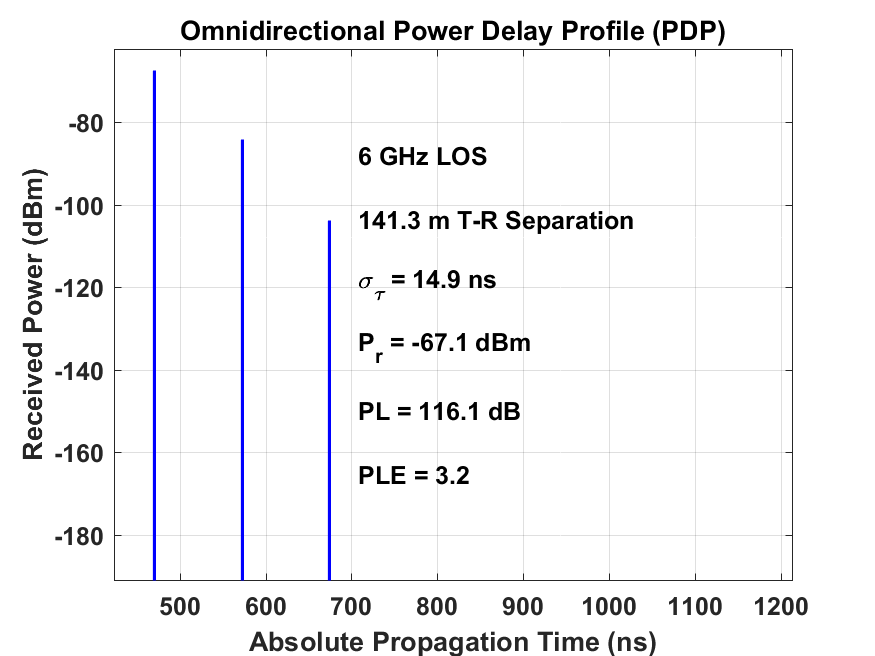 Omnidirectional Power Delay Profile (PDP)
Received Power (dBm)
-80
-100
-120
-140
-160
-180
6 GHz LOS
141.3 m T-R Separation
σ_τ = 14.9 ns
P_r = -67.1 dBm
PL = 116.1 dB
PLE = 3.2
500 600 700 800 900 1000 1100 1200
Absolute Propagation Time (ns)